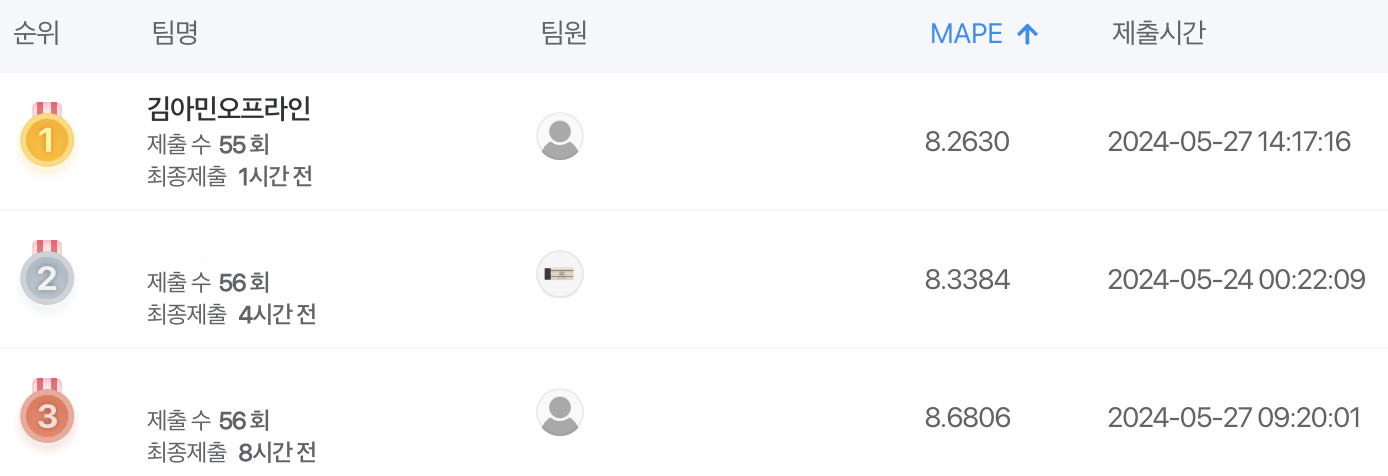 순위 팀명 팀원 MAPE ↑ 제출시간
1 김아민오프라인 8.2630 2024-05-27 14:17:16
제출 수 55 회
최종제출 1시간 전
2 8.3384 2024-05-24 00:22:09
제출 수 56 회
최종제출 4시간 전
3 8.6806 2024-05-27 09:20:01
제출 수 56 회
최종제출 8시간 전